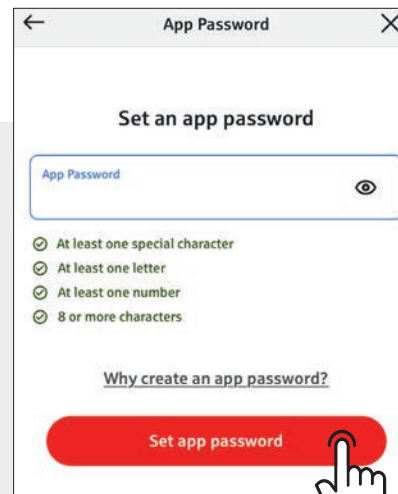 App Password
Set an app password
App Password
At least one special character
At least one letter
At least one number
8 or more characters
Why create an app password?
Set app password